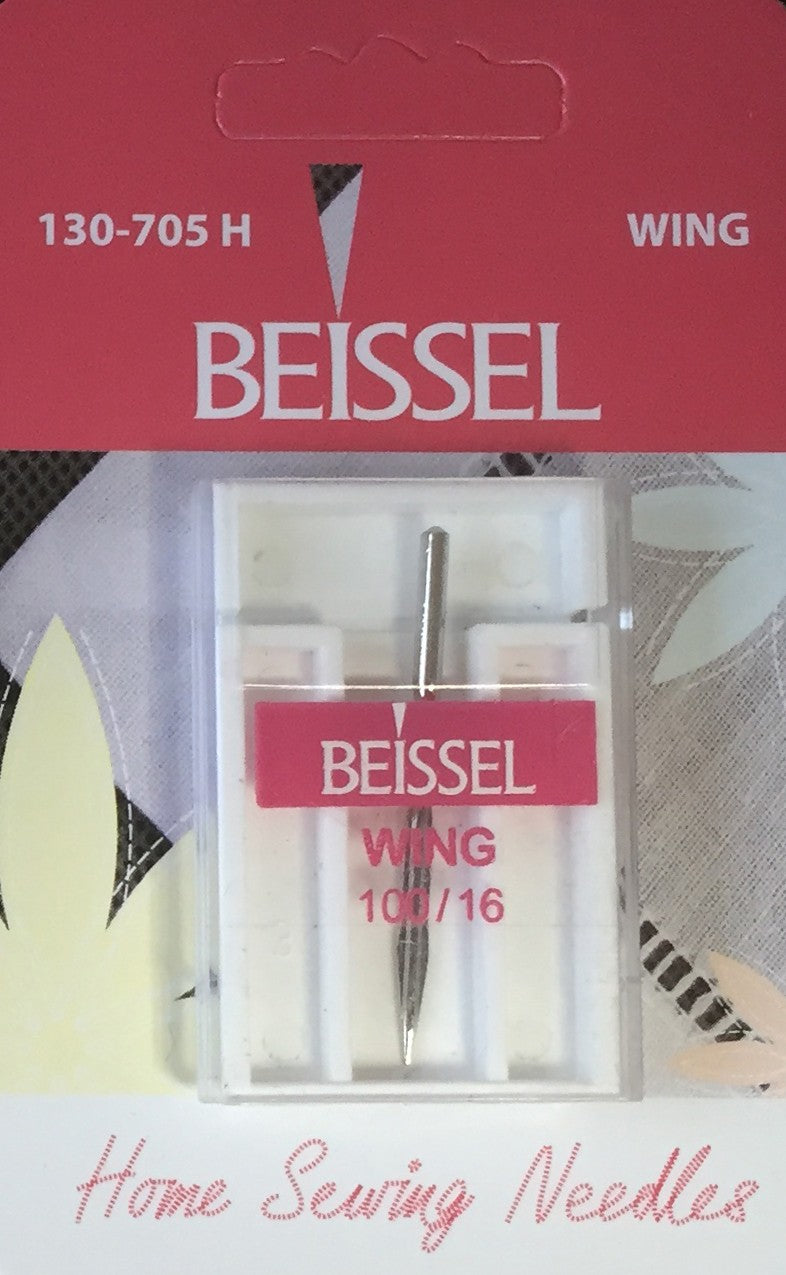 130-705 H
WING
BEISSEL
BEISSEL
WING
100/16
Home Sewing Needles